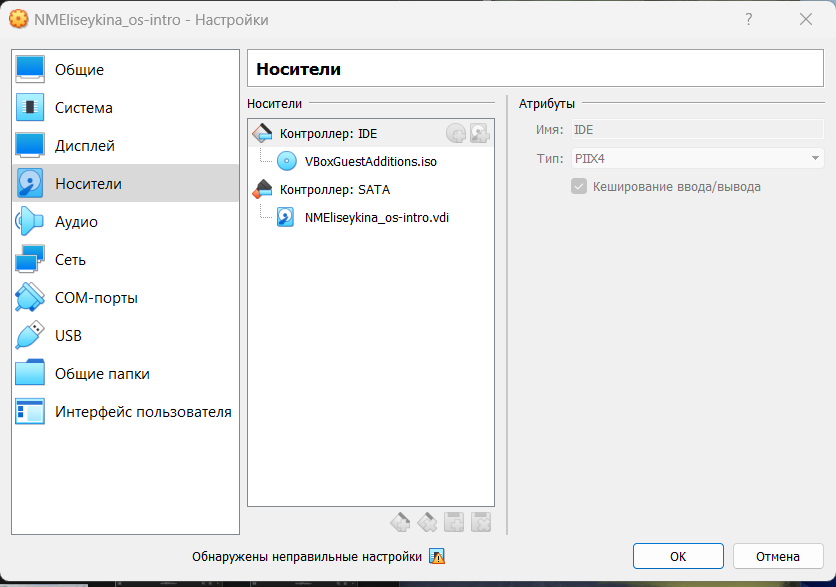 NMEliseykina_os-intro - Настройки
?
Общие
Система
Дисплей
Носители
Аудио
Сеть
COM-порты
USB
Общие папки
Интерфейс пользователя
Носители
Носители
Контроллер: IDE
VBoxGuestAdditions.iso
Контроллер: SATA
NMEliseykina_os-intro.vdi
Атрибуты
Имя: IDE
Тип: PIIX4
Кеширование ввода/вывода
Обнаружены неправильные настройки
OK
Отмена